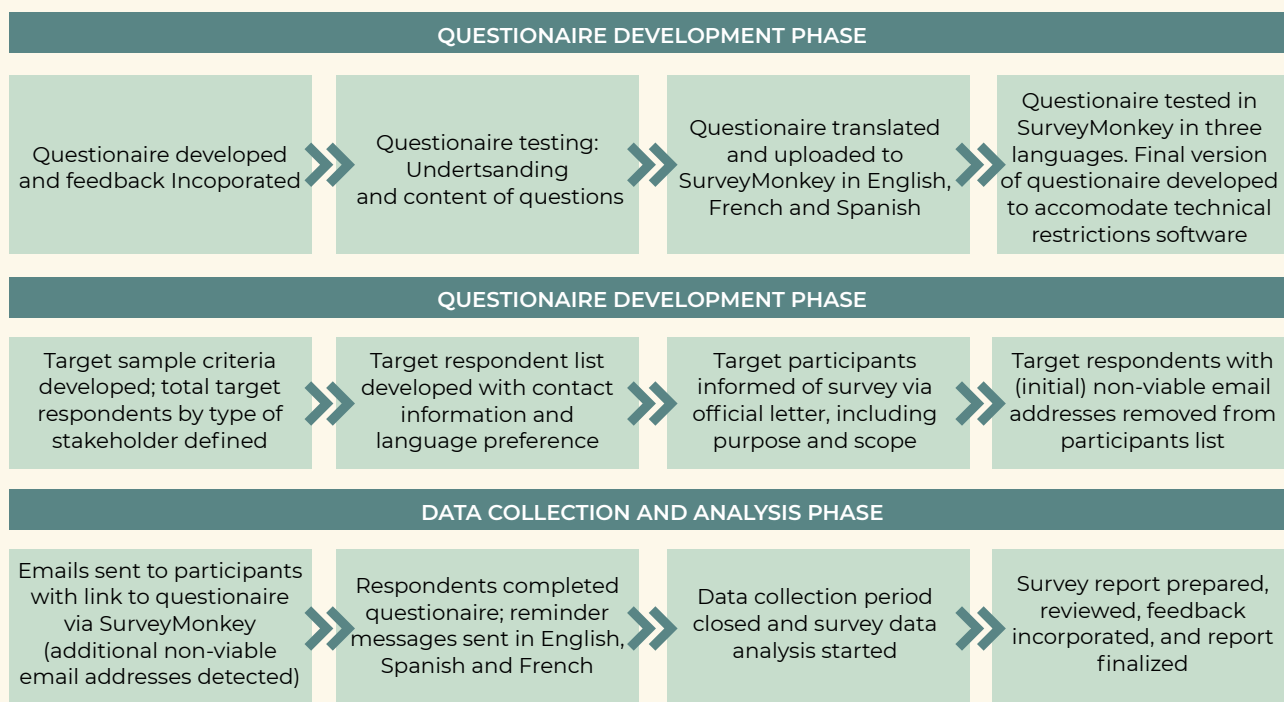 QUESTIONAIRE DEVELOPMENT PHASE
Questionaire developed
and feedback Incoporated
Questionaire testing:
Undertsanding
and content of questions
Questionaire translated
and uploaded to
SurveyMonkey in English,
French and Spanish
Questionaire tested in
SurveyMonkey in three
languages. Final version
of questionaire developed
to accomodate technical
restrictions software
QUESTIONAIRE DEVELOPMENT PHASE
Target sample criteria
developed; total target
respondents by type of
stakeholder defined
Target respondent list
developed with contact
information and
language preference
Target participants
informed of survey via
official letter, including
purpose and scope
Target respondents with
(initial) non-viable email
addresses removed from
participants list
DATA COLLECTION AND ANALYSIS PHASE
Emails sent to participants
with link to questionaire
via SurveyMonkey
(additional non-viable
email addresses detected)
Respondents completed
questionaire; reminder
messages sent in English,
Spanish and French
Data collection period
closed and survey data
analysis started
Survey report prepared,
reviewed, feedback
incorporated, and report
finalized